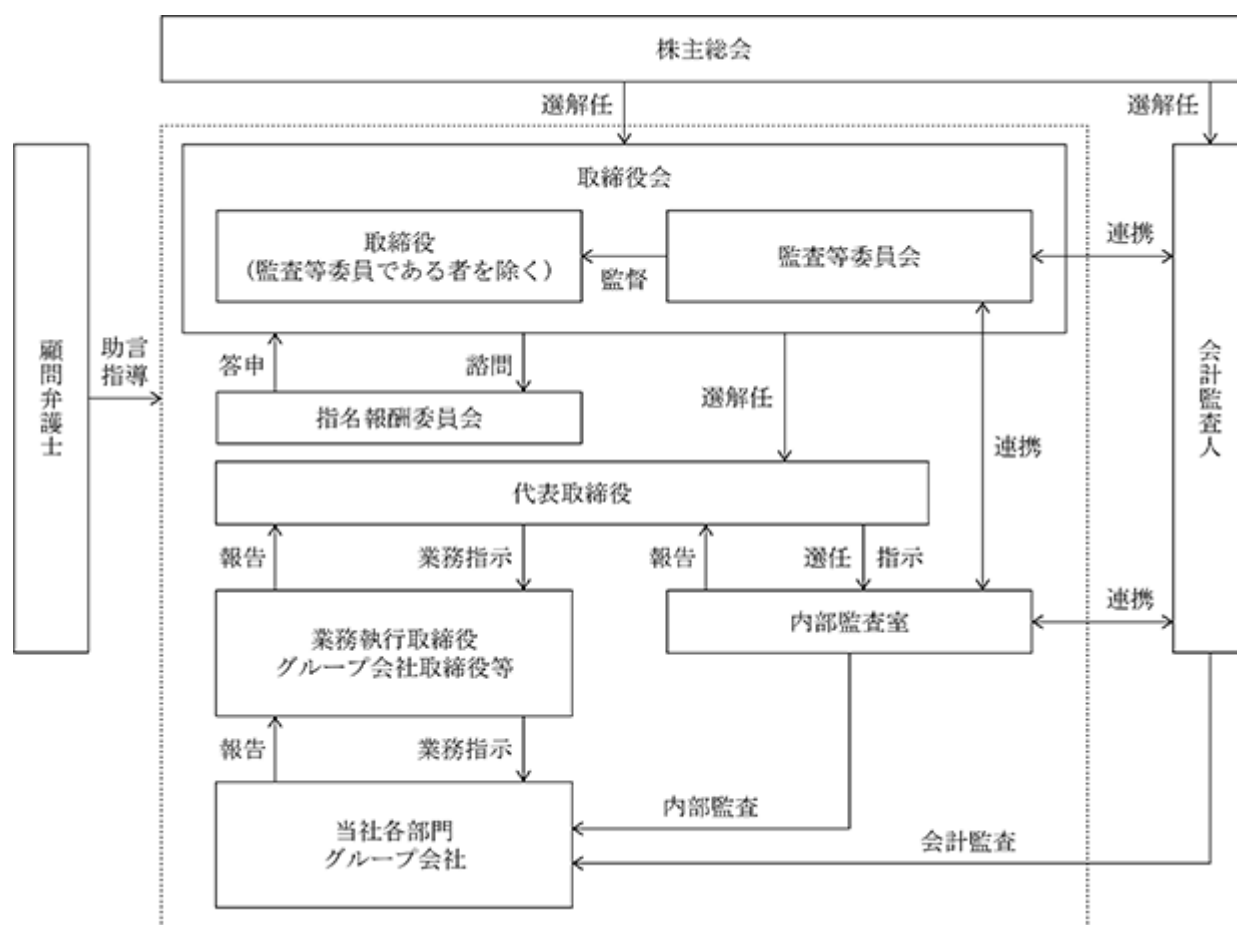 株主総会
選解任
選解任
取締役会
取締役
（監査等委員である者を除く）
監督
監査等委員会
連携
顧問弁護士
助言
指導
会計監査人
答申
諮問
選解任
指名報酬委員会
連携
代表取締役
報告
業務指示
報告
選任
指示
業務執行取締役
グループ会社取締役等
内部監査室
連携
報告
業務指示
当社各部門
グループ会社
内部監査
会計監査